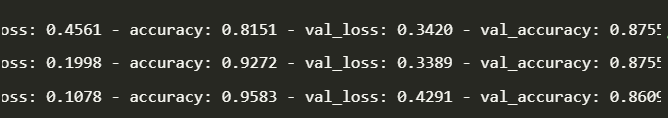 oss: 0.4561 - accuracy: 0.8151 - val_loss: 0.3420 - val_accuracy: 0.8755
oss: 0.1998 - accuracy: 0.9272 - val_loss: 0.3389 - val_accuracy: 0.8755
oss: 0.1078 - accuracy: 0.9583 - val_loss: 0.4291 - val_accuracy: 0.8609